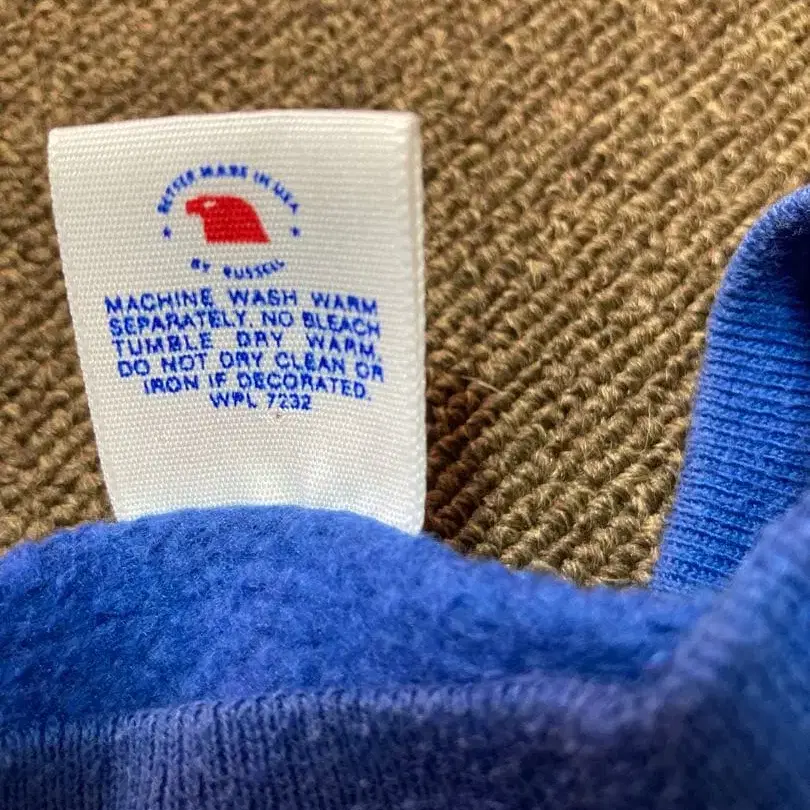 BETTER MADE IN USA
BY RUSSELL
MACHINE WASH WARM
SEPARATELY. NO BLEACH
TUMBLE DRY WARM.
DO NOT DRY CLEAN OR
IRON IF DECORATED.
WPL 7232